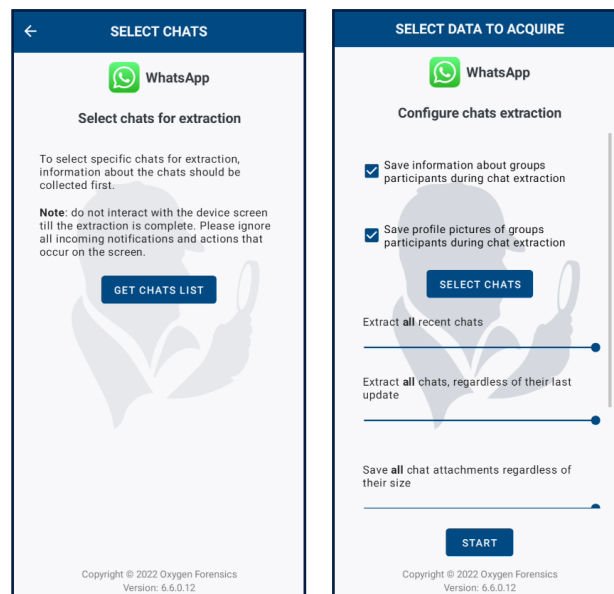 SELECT CHATS
WhatsApp
Select chats for extraction
To select specific chats for extraction,
information about the chats should be
collected first.
Note: do not interact with the device screen
till the extraction is complete. Please ignore
all incoming notifications and actions that
occur on the screen.
GET CHATS LIST
Copyright © 2022 Oxygen Forensics
Version: 6.6.0.12
SELECT DATA TO ACQUIRE
WhatsApp
Configure chats extraction
Save information about groups
participants during chat extraction
Save profile pictures of groups
participants during chat extraction
SELECT CHATS
Extract all recent chats
Extract all chats, regardless of their last
update
Save all chat attachments regardless of
their size
START
Copyright © 2022 Oxygen Forensics
Version: 6.6.0.12